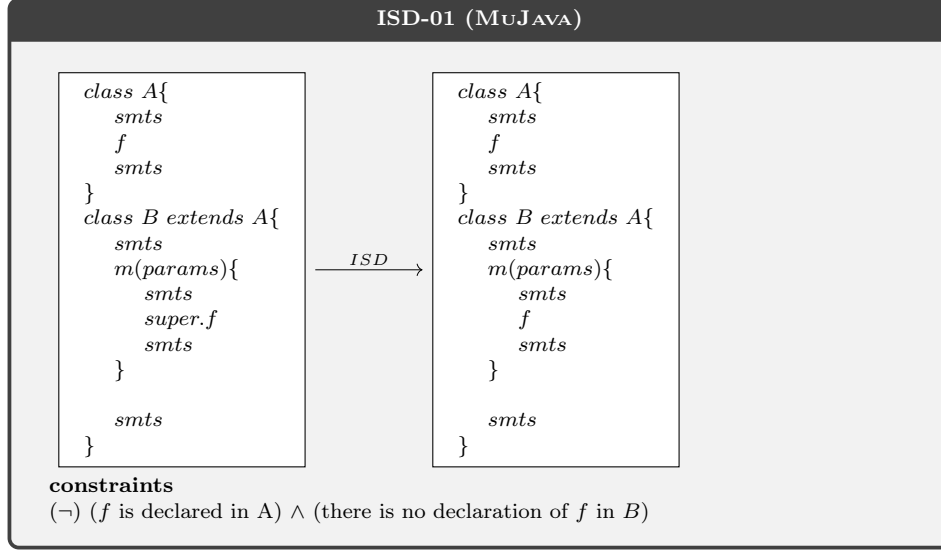 ISD-01 (MuJava)
class A{
smts
f
smts
}
class B extends A{
smts
m(params){
smts
super.f
smts
}
smts
}
ISD
class A{
smts
f
smts
}
class B extends A{
smts
m(params){
smts
f
smts
}
smts
}
constraints
(¬) (f is declared in A) ∧ (there is no declaration of f in B)